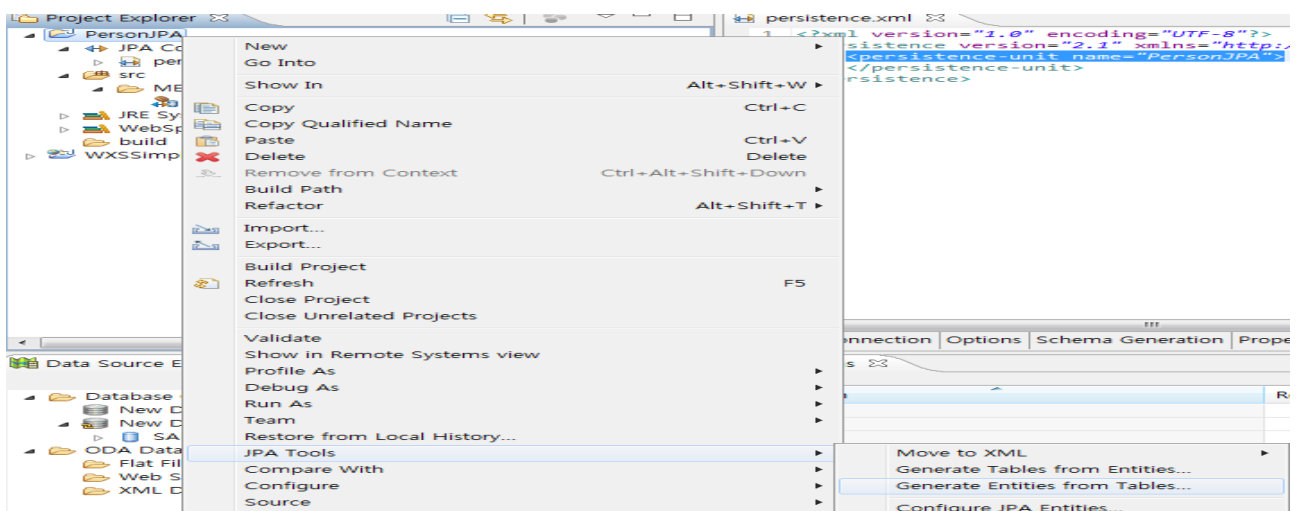 Project Explorer
PersonJPA
JPA Co
per
src
ME
JRE Sy
WebSp
build
WXSSimp
persistence.xml
1 <?xml version="1.0" encoding="UTF-8"?>
sistence version="2.1" xmlns="http:/
<persistence-unit name="PersonJPA">
</persistence-unit>
rsistence>
New
Go Into
Show In Alt+Shift+W
Copy Ctrl+C
Copy Qualified Name
Paste Ctrl+V
Delete Delete
Remove from Context Ctrl+Alt+Shift+Down
Build Path
Refactor Alt+Shift+T
Import...
Export...
Build Project
Refresh F5
Close Project
Close Unrelated Projects
Validate
Show in Remote Systems view
Profile As
Debug As
Run As
Team
Restore from Local History...
JPA Tools
Compare With
Configure
Source
Move to XML
Generate Tables from Entities...
Generate Entities from Tables...
Configure JPA Entities...
nnection Options Schema Generation Prope
s
R
Data Source E
Database
New D
New D
SA
ODA Data
Flat Fil
Web S
XML D